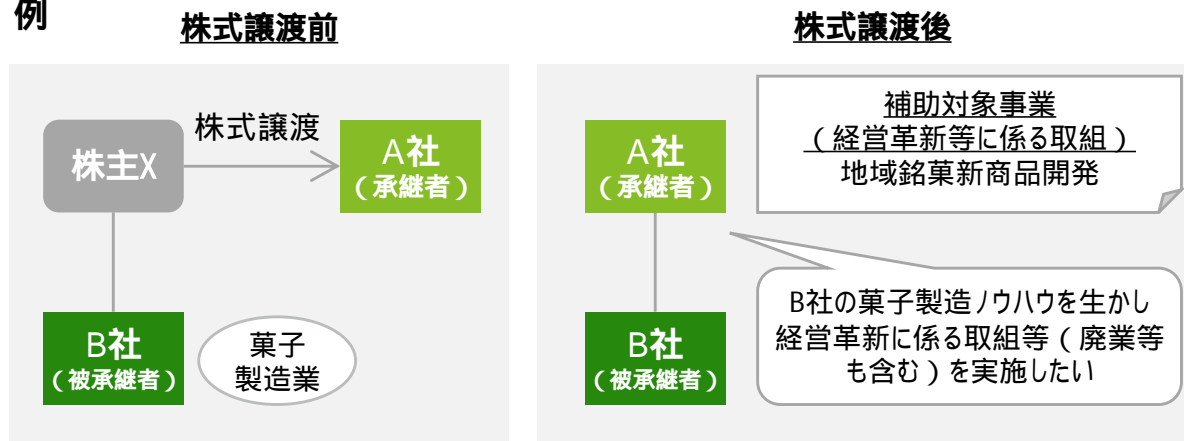 例
株式譲渡前
株主X
株式譲渡
A社
（承継者）
B社
（被承継者）
菓子
製造業
株式譲渡後
A社
（承継者）
B社
（被承継者）
補助対象事業
（経営革新等に係る取組）
地域銘菓新商品開発
B社の菓子製造ノウハウを生かし
経営革新に係る取組等（廃業等
も含む）を実施したい